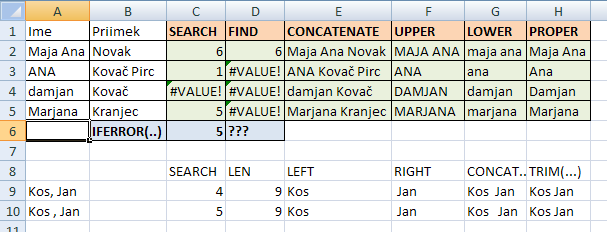 A B C D E F G H
1 Ime Priimek SEARCH FIND CONCATENATE UPPER LOWER PROPER
2 Maja Ana Novak 6 6 Maja Ana Novak MAJA ANA maja ana Maja Ana
3 ANA Kovač Pirc 1 #VALUE! ANA Kovač Pirc ANA ana Ana
4 damjan Kovač #VALUE! #VALUE! damjan Kovač DAMJAN damjan Damjan
5 Marjana Kranjec 5 #VALUE! Marjana Kranjec MARJANA marjana Marjana
6 IFERROR(..) 5 ???
7
8 SEARCH LEN LEFT RIGHT CONCAT.. TRIM(...)
9 Kos, Jan 4 9 Kos Jan Kos Jan Kos Jan
10 Kos , Jan 5 9 Kos Jan Kos Jan Kos Jan